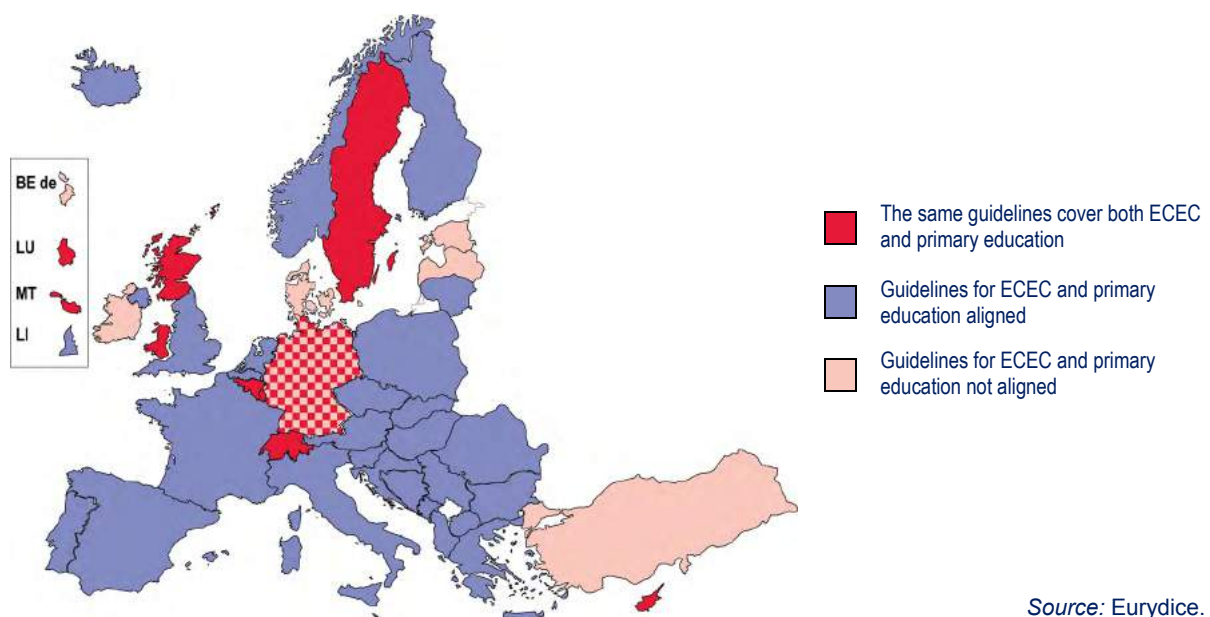 BE de
LU
MT
LI
The same guidelines cover both ECEC
and primary education
Guidelines for ECEC and primary
education aligned
Guidelines for ECEC and primary
education not aligned
Source: Eurydice.